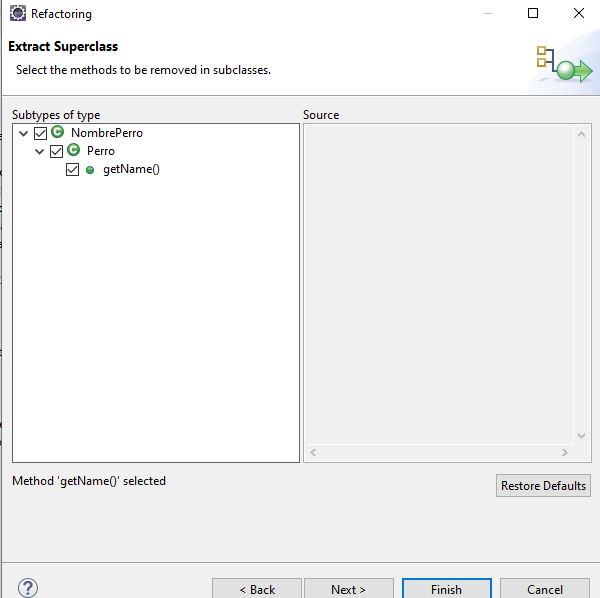 Refactoring
Extract Superclass
Select the methods to be removed in subclasses.
Subtypes of type
Source
NombrePerro
Perro
getName()
Method 'getName()' selected
Restore Defaults
?
< Back
Next >
Finish
Cancel